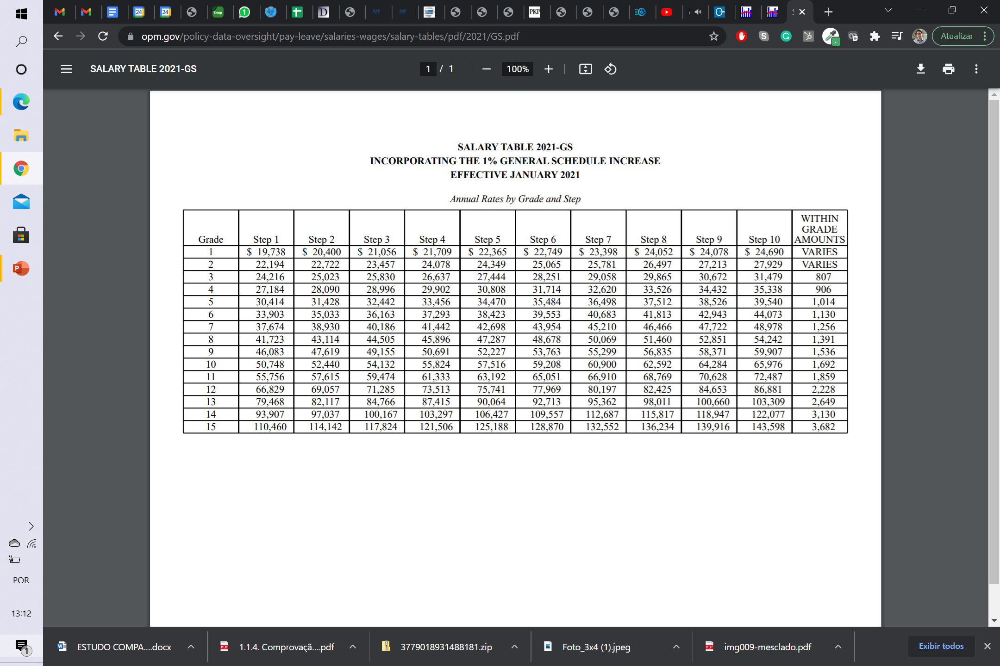 24 24 Enap 1 D RAP RAP PKP
opm.gov/policy-data-oversight/pay-leave/salaries-wages/salary-tables/pdf/2021/GS.pdf
Atualizar
SALARY TABLE 2021-GS
1 / 1
100%
SALARY TABLE 2021-GS
INCORPORATING THE 1% GENERAL SCHEDULE INCREASE
EFFECTIVE JANUARY 2021
Annual Rates by Grade and Step
Grade Step 1 Step 2 Step 3 Step 4 Step 5 Step 6 Step 7 Step 8 Step 9 Step 10 WITHIN GRADE AMOUNTS
1 $ 19,738 $ 20,400 $ 21,056 $ 21,709 $ 22,365 $ 22,749 $ 23,398 $ 24,052 $ 24,078 $ 24,690 VARIES
2 22,194 22,722 23,457 24,078 24,349 25,065 25,781 26,497 27,213 27,929 VARIES
3 24,216 25,023 25,830 26,637 27,444 28,251 29,058 29,865 30,672 31,479 807
4 27,184 28,090 28,996 29,902 30,808 31,714 32,620 33,526 34,432 35,338 906
5 30,414 31,428 32,442 33,456 34,470 35,484 36,498 37,512 38,526 39,540 1,014
6 33,903 35,033 36,163 37,293 38,423 39,553 40,683 41,813 42,943 44,073 1,130
7 37,674 38,930 40,186 41,442 42,698 43,954 45,210 46,466 47,722 48,978 1,256
8 41,723 43,114 44,505 45,896 47,287 48,678 50,069 51,460 52,851 54,242 1,391
9 46,083 47,619 49,155 50,691 52,227 53,763 55,299 56,835 58,371 59,907 1,536
10 50,748 52,440 54,132 55,824 57,516 59,208 60,900 62,592 64,284 65,976 1,692
11 55,756 57,615 59,474 61,333 63,192 65,051 66,910 68,769 70,628 72,487 1,859
12 66,829 69,057 71,285 73,513 75,741 77,969 80,197 82,425 84,653 86,881 2,228
13 79,468 82,117 84,766 87,415 90,064 92,713 95,362 98,011 100,660 103,309 2,649
14 93,907 97,037 100,167 103,297 106,427 109,557 112,687 115,817 118,947 122,077 3,130
15 110,460 114,142 117,824 121,506 125,188 128,870 132,552 136,234 139,916 143,598 3,682
POR
13:12
1
ESTUDO COMPA....docx
1.1.4. Comprovaçã....pdf
3779018931488181.zip
Foto_3x4 (1).jpeg
img009-mesclado.pdf
Exibir todos